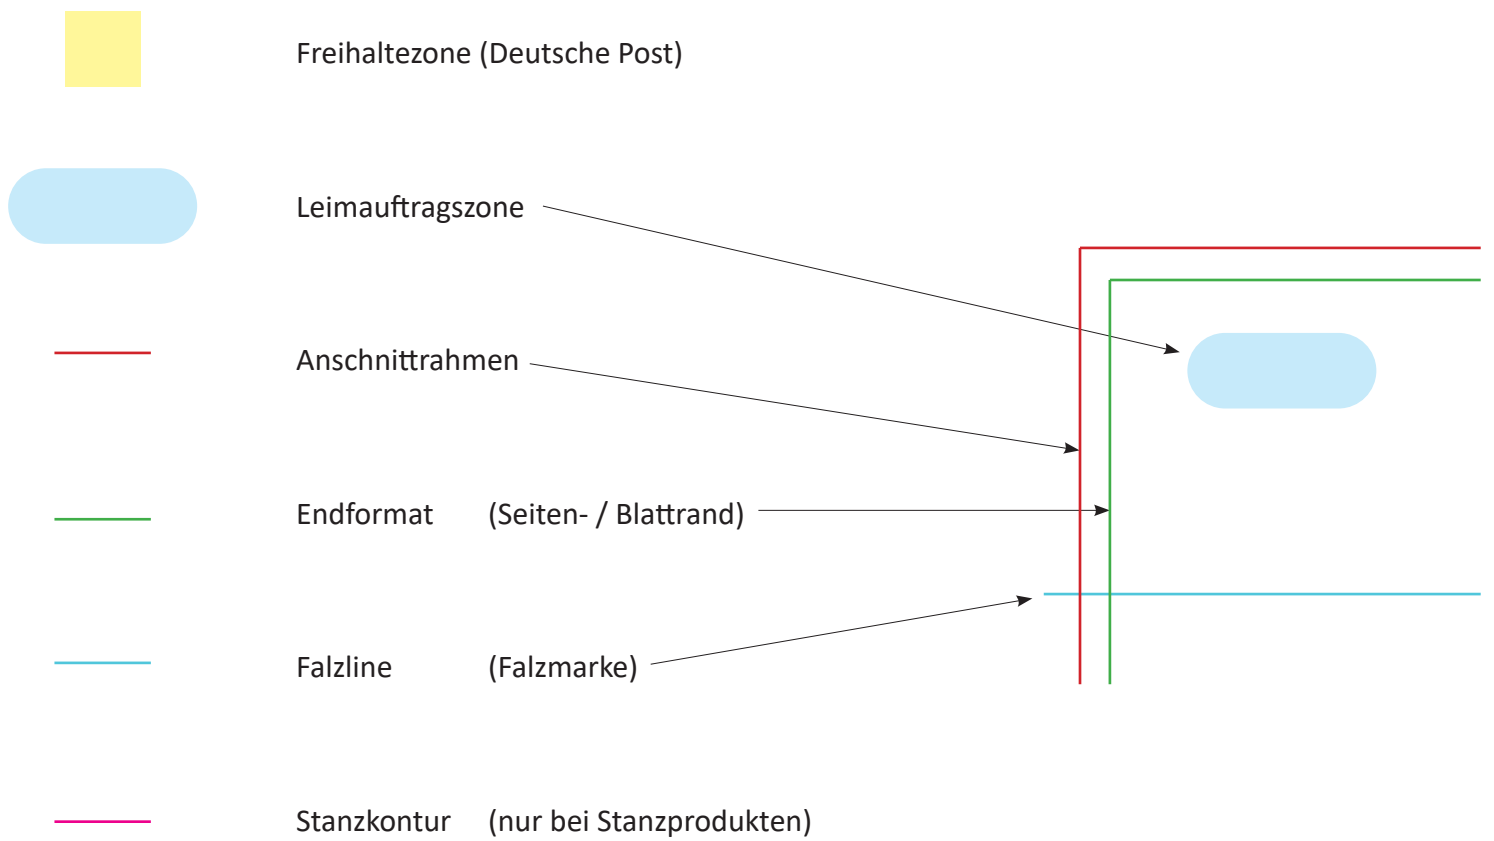 Freihaltezone (Deutsche Post)
Leimauftragszone
Anschnittrahmen
Endformat (Seiten- / Blattrand)
Falzline (Falzmarke)
Stanzkontur (nur bei Stanzprodukten)